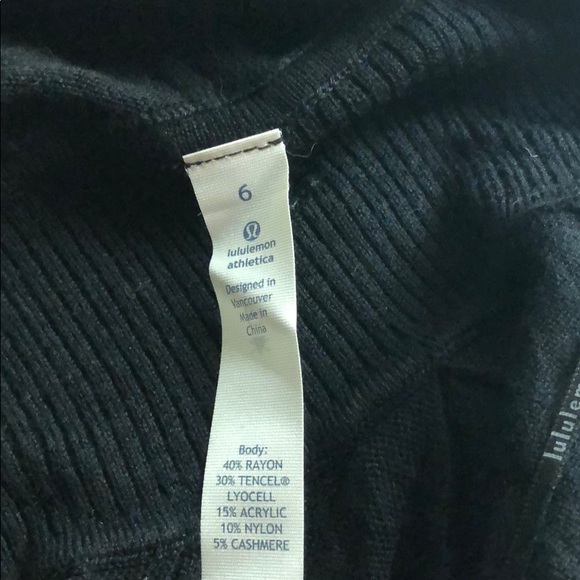 6
lululemon
athletica
Designed in
Vancouver
Made in
China
Body:
40% RAYON
30% TENCEL®
LYOCELL
15% ACRYLIC
10% NYLON
5% CASHMERE
lululemon